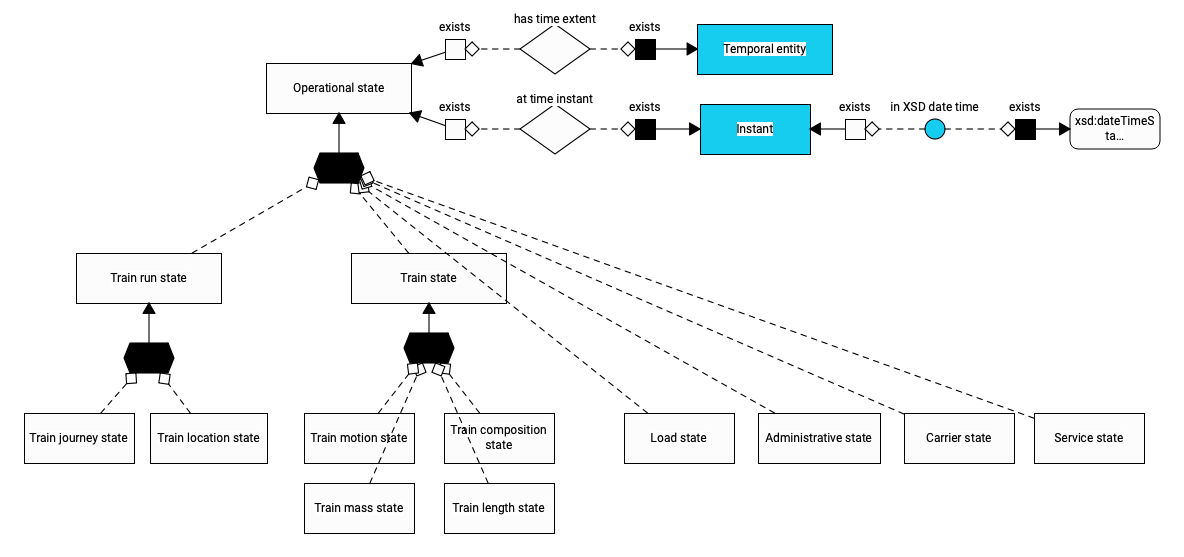 has time extent
exists
exists
Temporal entity
Operational state
at time instant
exists
exists
Instant
exists
in XSD date time
exists
xsd:dateTimeS
ta...
Train run state
Train state
Train journey state
Train location state
Train motion state
Train composition
state
Load state
Administrative state
Carrier state
Service state
Train mass state
Train length state